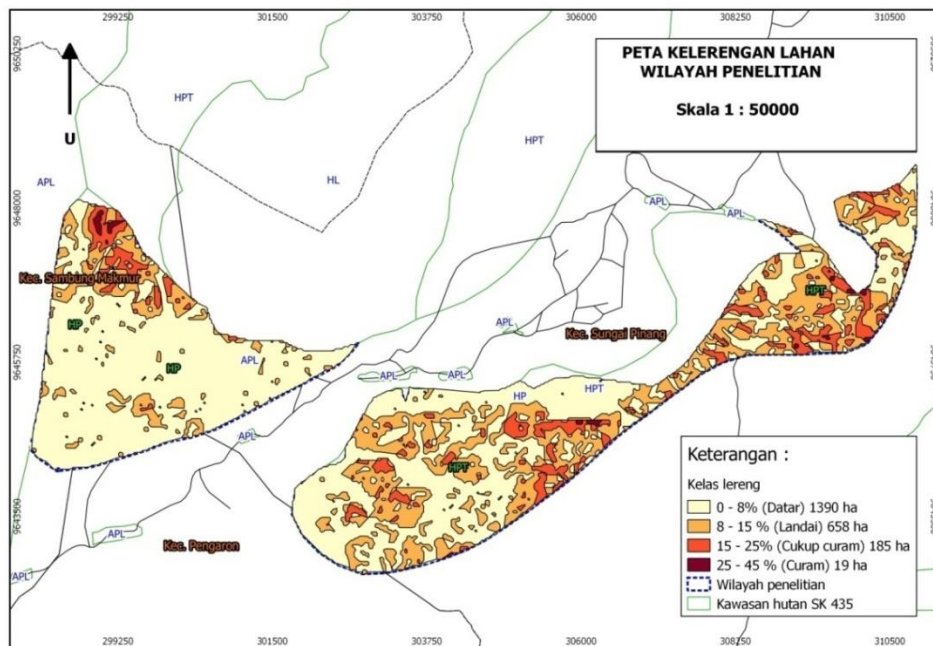 299250 301500 303750 306000 308250 310500
9650250
9648000
9645750
9643500
PETA KELERENGAN LAHAN
WILAYAH PENELITIAN
Skala 1 : 50000
U
HPT
HPT
HL
APL
APL
APL
Kec. Sambung Makmur
HP
HP
APL
HPT
APL
Kec. Sungai Pinang
APL
APL
HP
HPT
HPT
APL
APL
Kec. Pengaron
APL
Keterangan :
Kelas lereng
0 - 8% (Datar) 1390 ha
8 - 15 % (Landai) 658 ha
15 - 25% (Cukup curam) 185 ha
25 - 45 % (Curam) 19 ha
Wilayah penelitian
Kawasan hutan SK 435
299250 301500 303750 306000 308250 310500